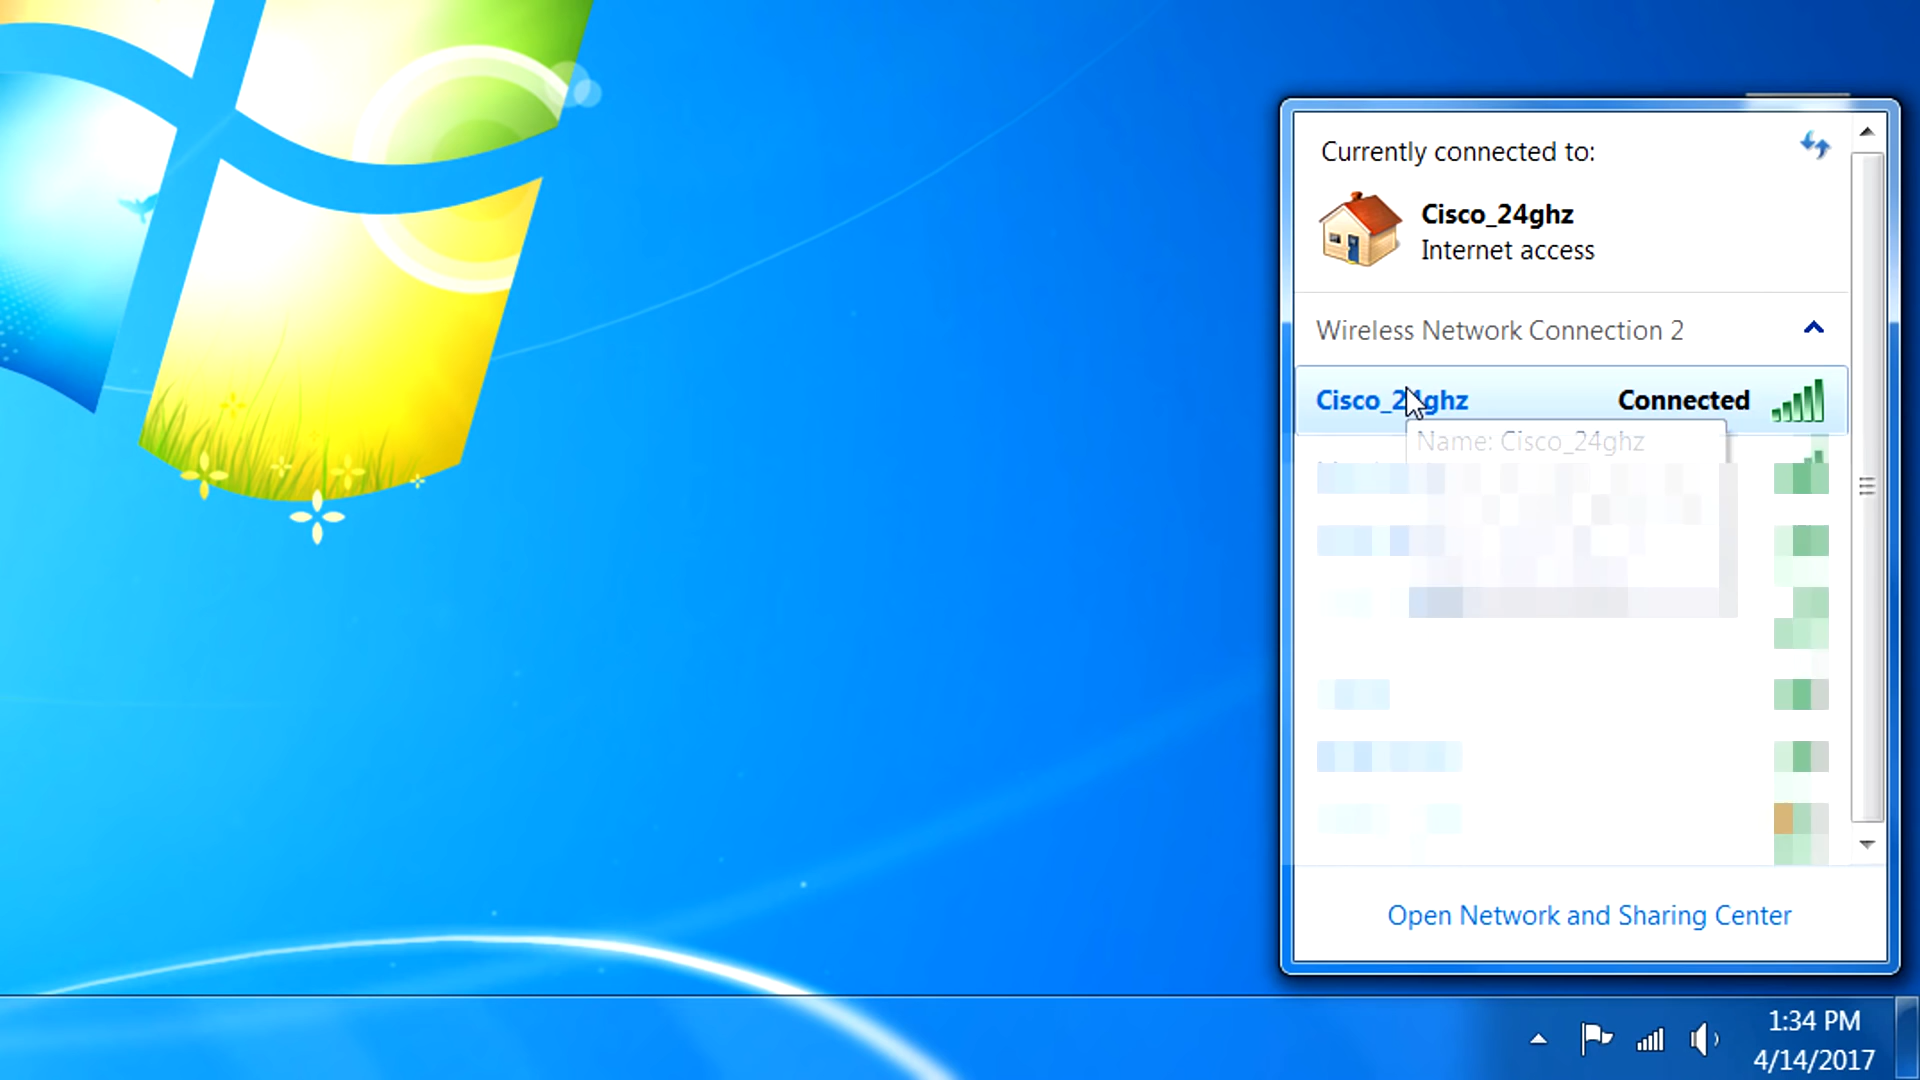 Currently connected to:
Cisco_24ghz
Internet access
Wireless Network Connection 2
Cisco_24ghz Connected
Name: Cisco_24ghz
Open Network and Sharing Center
1:34 PM
4/14/2017